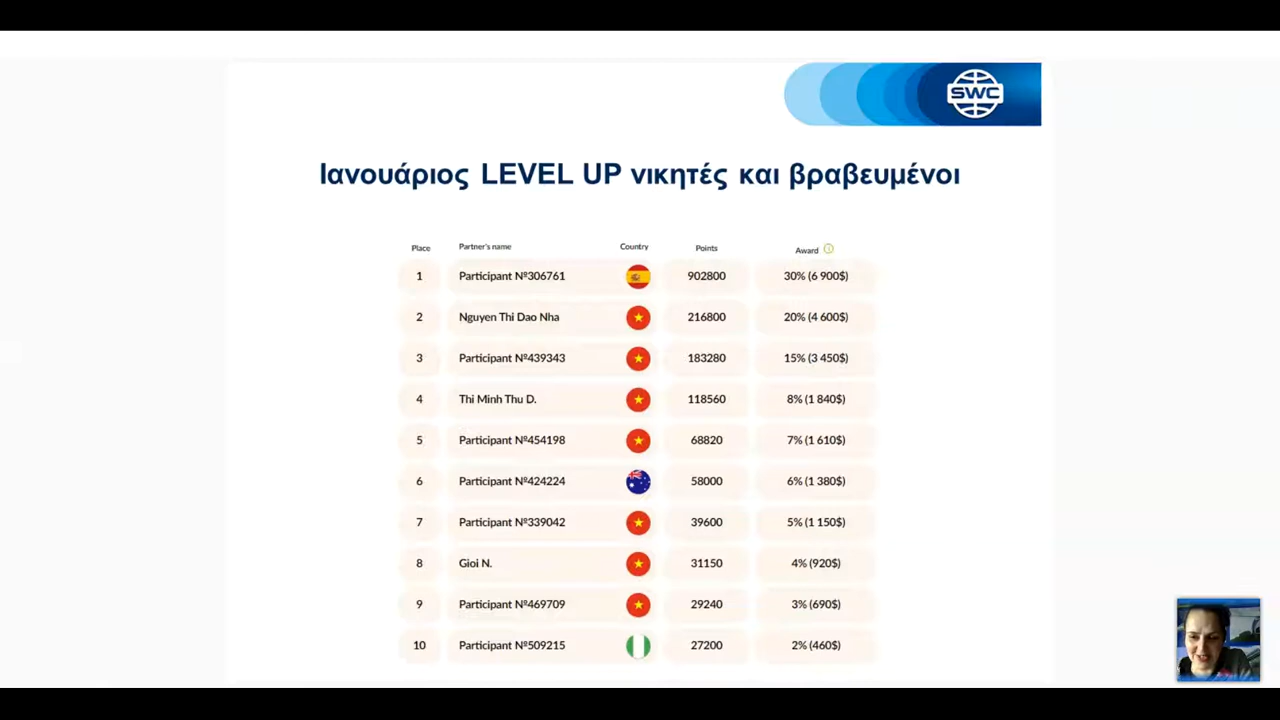 SWC
Ιανουάριος LEVEL UP νικητές και βραβευμένοι
Place Partner's name Country Points Award
1 Participant №306761 902800 30% (6 900$)
2 Nguyen Thi Dao Nha 216800 20% (4 600$)
3 Participant №439343 183280 15% (3 450$)
4 Thi Minh Thu D. 118560 8% (1 840$)
5 Participant №454198 68820 7% (1 610$)
6 Participant №424224 58000 6% (1 380$)
7 Participant №339042 39600 5% (1 150$)
8 Gioi N. 31150 4% (920$)
9 Participant №469709 29240 3% (690$)
10 Participant №509215 27200 2% (460$)